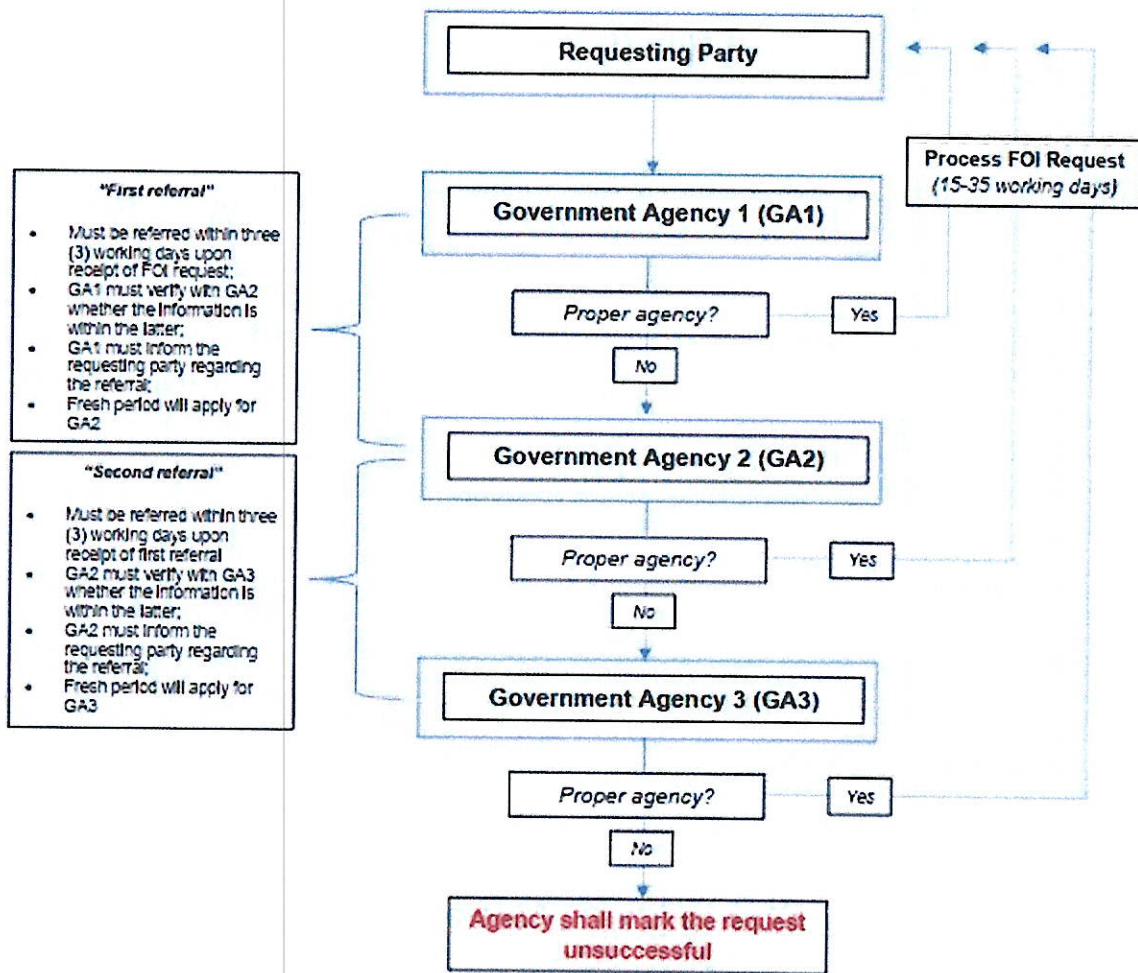 Requesting Party
Process FOI Request
(15-35 working days)
"First referral"
• Must be referred within three
(3) working days upon
receipt of FOI request;
• GA1 must verify with GA2
whether the information is
within the latter;
• GA1 must inform the
requesting party regarding
the referral;
• Fresh period will apply for
GA2
Government Agency 1 (GA1)
Proper agency?
Yes
No
Government Agency 2 (GA2)
"Second referral"
• Must be referred within three
(3) working days upon
receipt of first referral
• GA2 must verify with GA3
whether the information is
within the latter;
• GA2 must inform the
requesting party regarding
the referral;
• Fresh period will apply for
GA3
Proper agency?
Yes
No
Government Agency 3 (GA3)
Proper agency?
Yes
No
Agency shall mark the request
unsuccessful